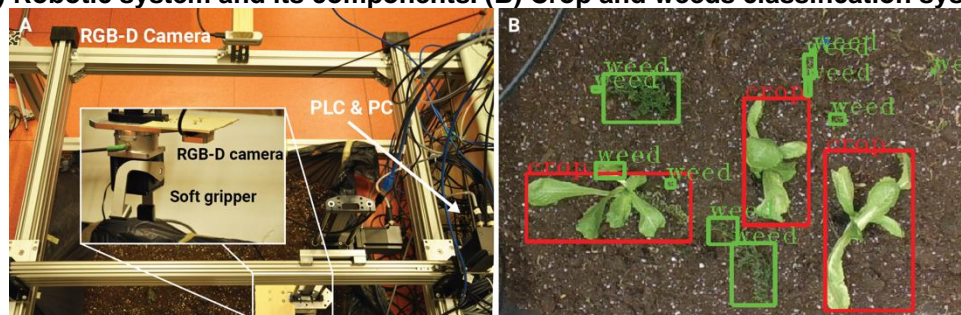 Robotic system and its components. (B) Crop and weeds classification sys
A
RGB-D Camera
PLC & PC
RGB-D camera
Soft gripper
B
weed
weed
weed
weed
weed
crop
weed
crop
weed
crop
weed
weed
weed